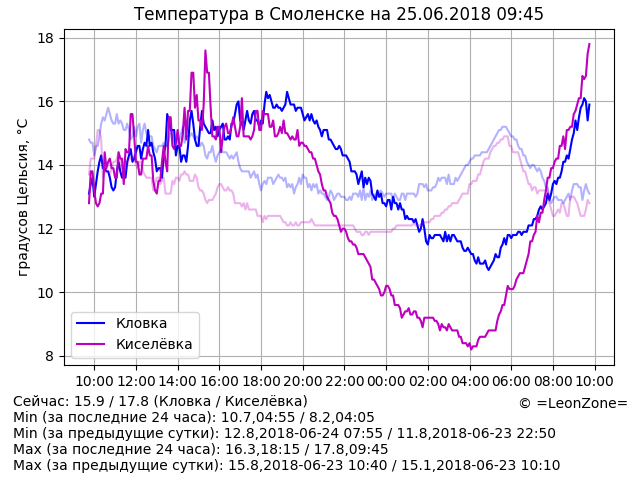 Температура в Смоленске на 25.06.2018 09:45
градусов Цельсия, °C
18
16
14
12
10
8
Кловка
Киселёвка
10:00 12:00 14:00 16:00 18:00 20:00 22:00 00:00 02:00 04:00 06:00 08:00 10:00
Сейчас: 15.9 / 17.8 (Кловка / Киселёвка)
© =LeonZone=
Min (за последние 24 часа): 10.7,04:55 / 8.2,04:05
Min (за предыдущие сутки): 12.8,2018-06-24 07:55 / 11.8,2018-06-23 22:50
Max (за последние 24 часа): 16.3,18:15 / 17.8,09:45
Max (за предыдущие сутки): 15.8,2018-06-23 10:40 / 15.1,2018-06-23 10:10